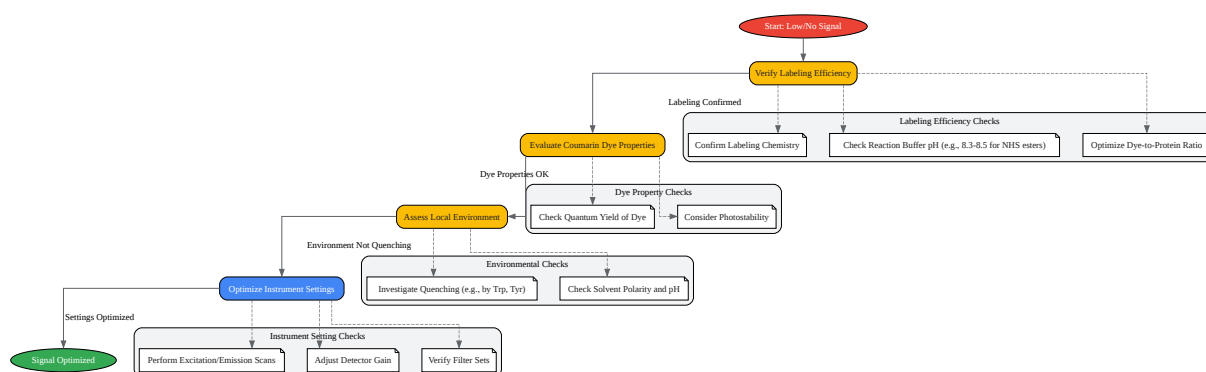 Start: Low/No Signal
Verify Labeling Efficiency
Labeling Confirmed
Labeling Efficiency Checks
Confirm Labeling Chemistry
Check Reaction Buffer pH (e.g., 8.3-8.5 for NHS esters)
Optimize Dye-to-Protein Ratio
Evaluate Coumarin Dye Properties
Dye Properties OK
Dye Property Checks
Check Quantum Yield of Dye
Consider Photostability
Assess Local Environment
Environment Not Quenching
Environmental Checks
Investigate Quenching (e.g., by Trp, Tyr)
Check Solvent Polarity and pH
Optimize Instrument Settings
Settings Optimized
Instrument Setting Checks
Perform Excitation/Emission Scans
Adjust Detector Gain
Verify Filter Sets
Signal Optimized